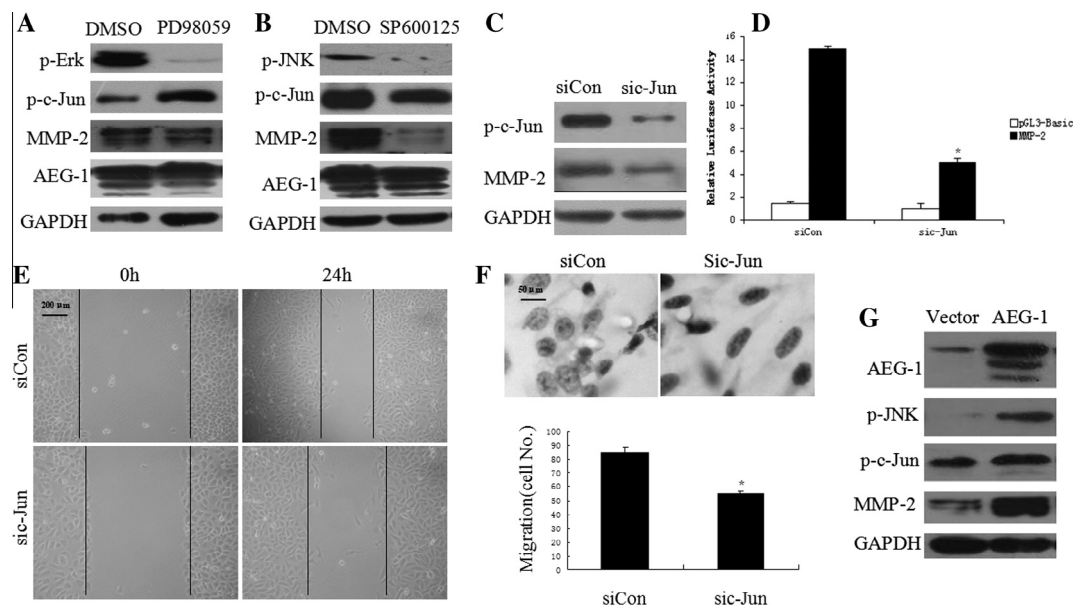 A
DMSO PD98059
p-Erk
p-c-Jun
MMP-2
AEG-1
GAPDH
B
DMSO SP600125
p-JNK
p-c-Jun
MMP-2
AEG-1
GAPDH
C
siCon sic-Jun
p-c-Jun
MMP-2
GAPDH
D
Relative Luciferase Activity
16
14
12
10
8
6
4
2
0
*
siCon sic-Jun
pGL3-Basic
MMP-2
E
0h 24h
200 μm
siCon
sic-Jun
F
siCon Sic-Jun
50 μm
Migration(cell No.)
100
90
80
70
60
50
40
30
20
10
0
*
siCon sic-Jun
G
Vector AEG-1
AEG-1
p-JNK
p-c-Jun
MMP-2
GAPDH